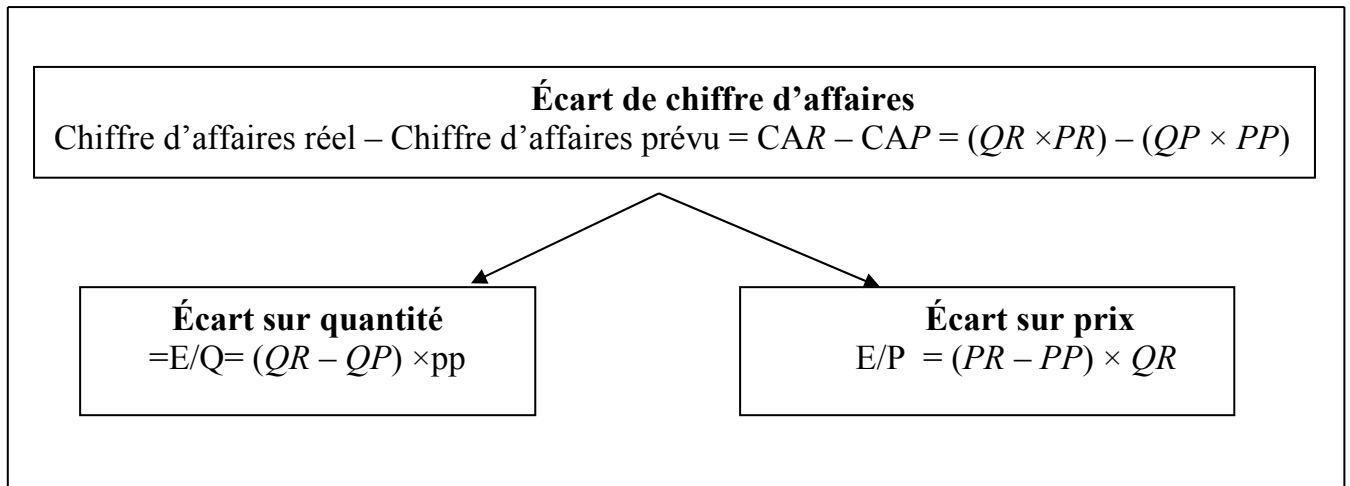 Écart de chiffre d’affaires
Chiffre d’affaires réel – Chiffre d’affaires prévu = CAR – CAP = (QR ×PR) – (QP × PP)
Écart sur quantité
=E/Q= (QR – QP) ×pp
Écart sur prix
E/P = (PR – PP) × QR